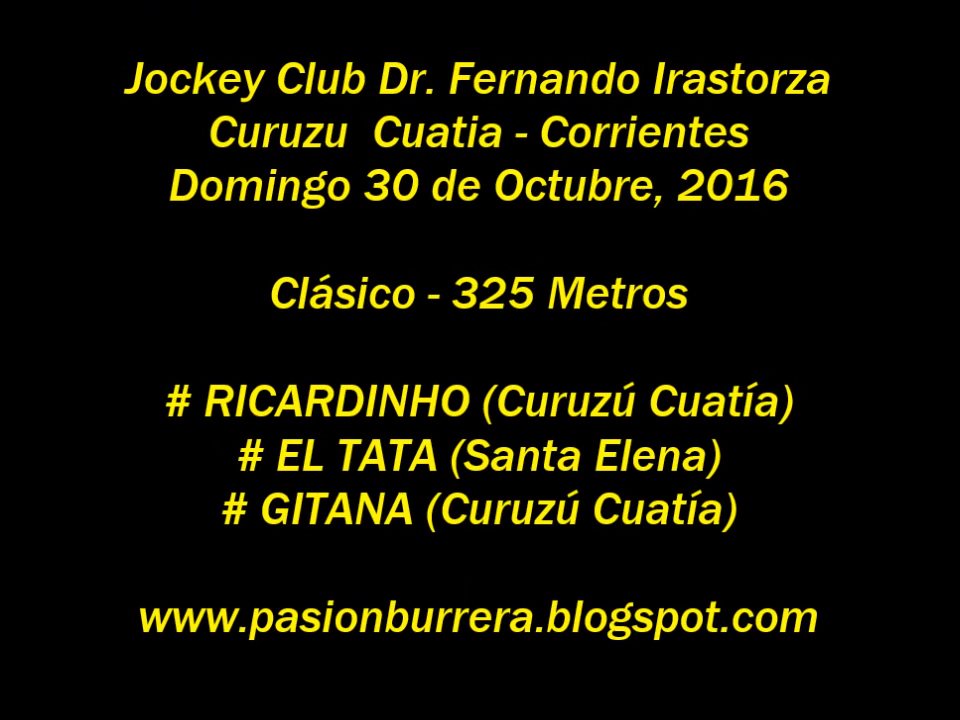 Jockey Club Dr. Fernando Irastorza
Curuzu Cuatia - Corrientes
Domingo 30 de Octubre, 2016
Clásico - 325 Metros
# RICARDINHO (Curuzú Cuatía)
# EL TATA (Santa Elena)
# GITANA (Curuzú Cuatía)
www.pasionburrera.blogspot.com